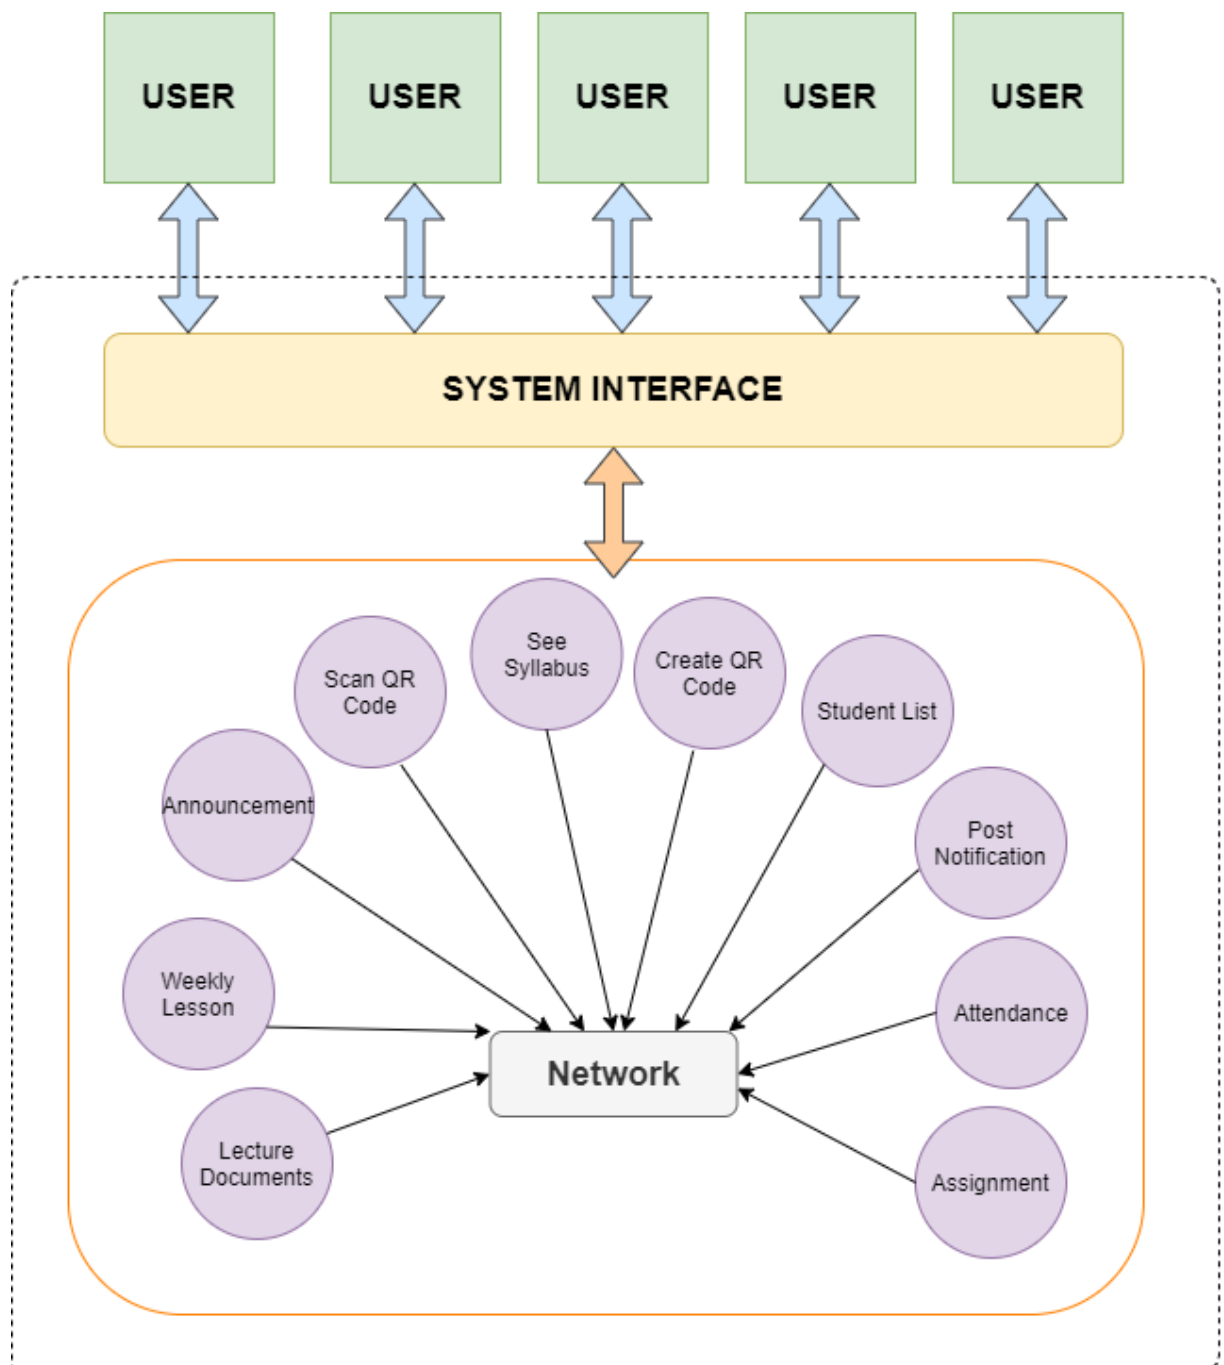 USER
USER
USER
USER
USER
SYSTEM INTERFACE
See
Syllabus
Create QR
Code
Scan QR
Code
Student List
Announcement
Post
Notification
Weekly
Lesson
Attendance
Network
Lecture
Documents
Assignment